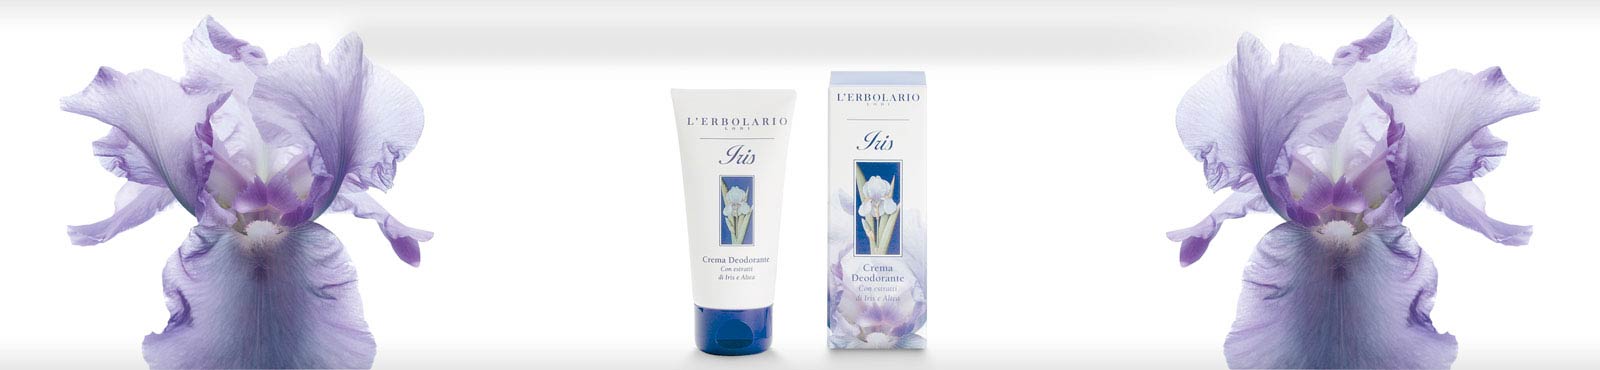 L'ERBOLARIO
LODI
Iris
Crema Deodorante
Con estratti
di Iris e Altea
L'ERBOLARIO
LODI
Iris
Crema
Deodorante
Con estratti
di Iris e Altea